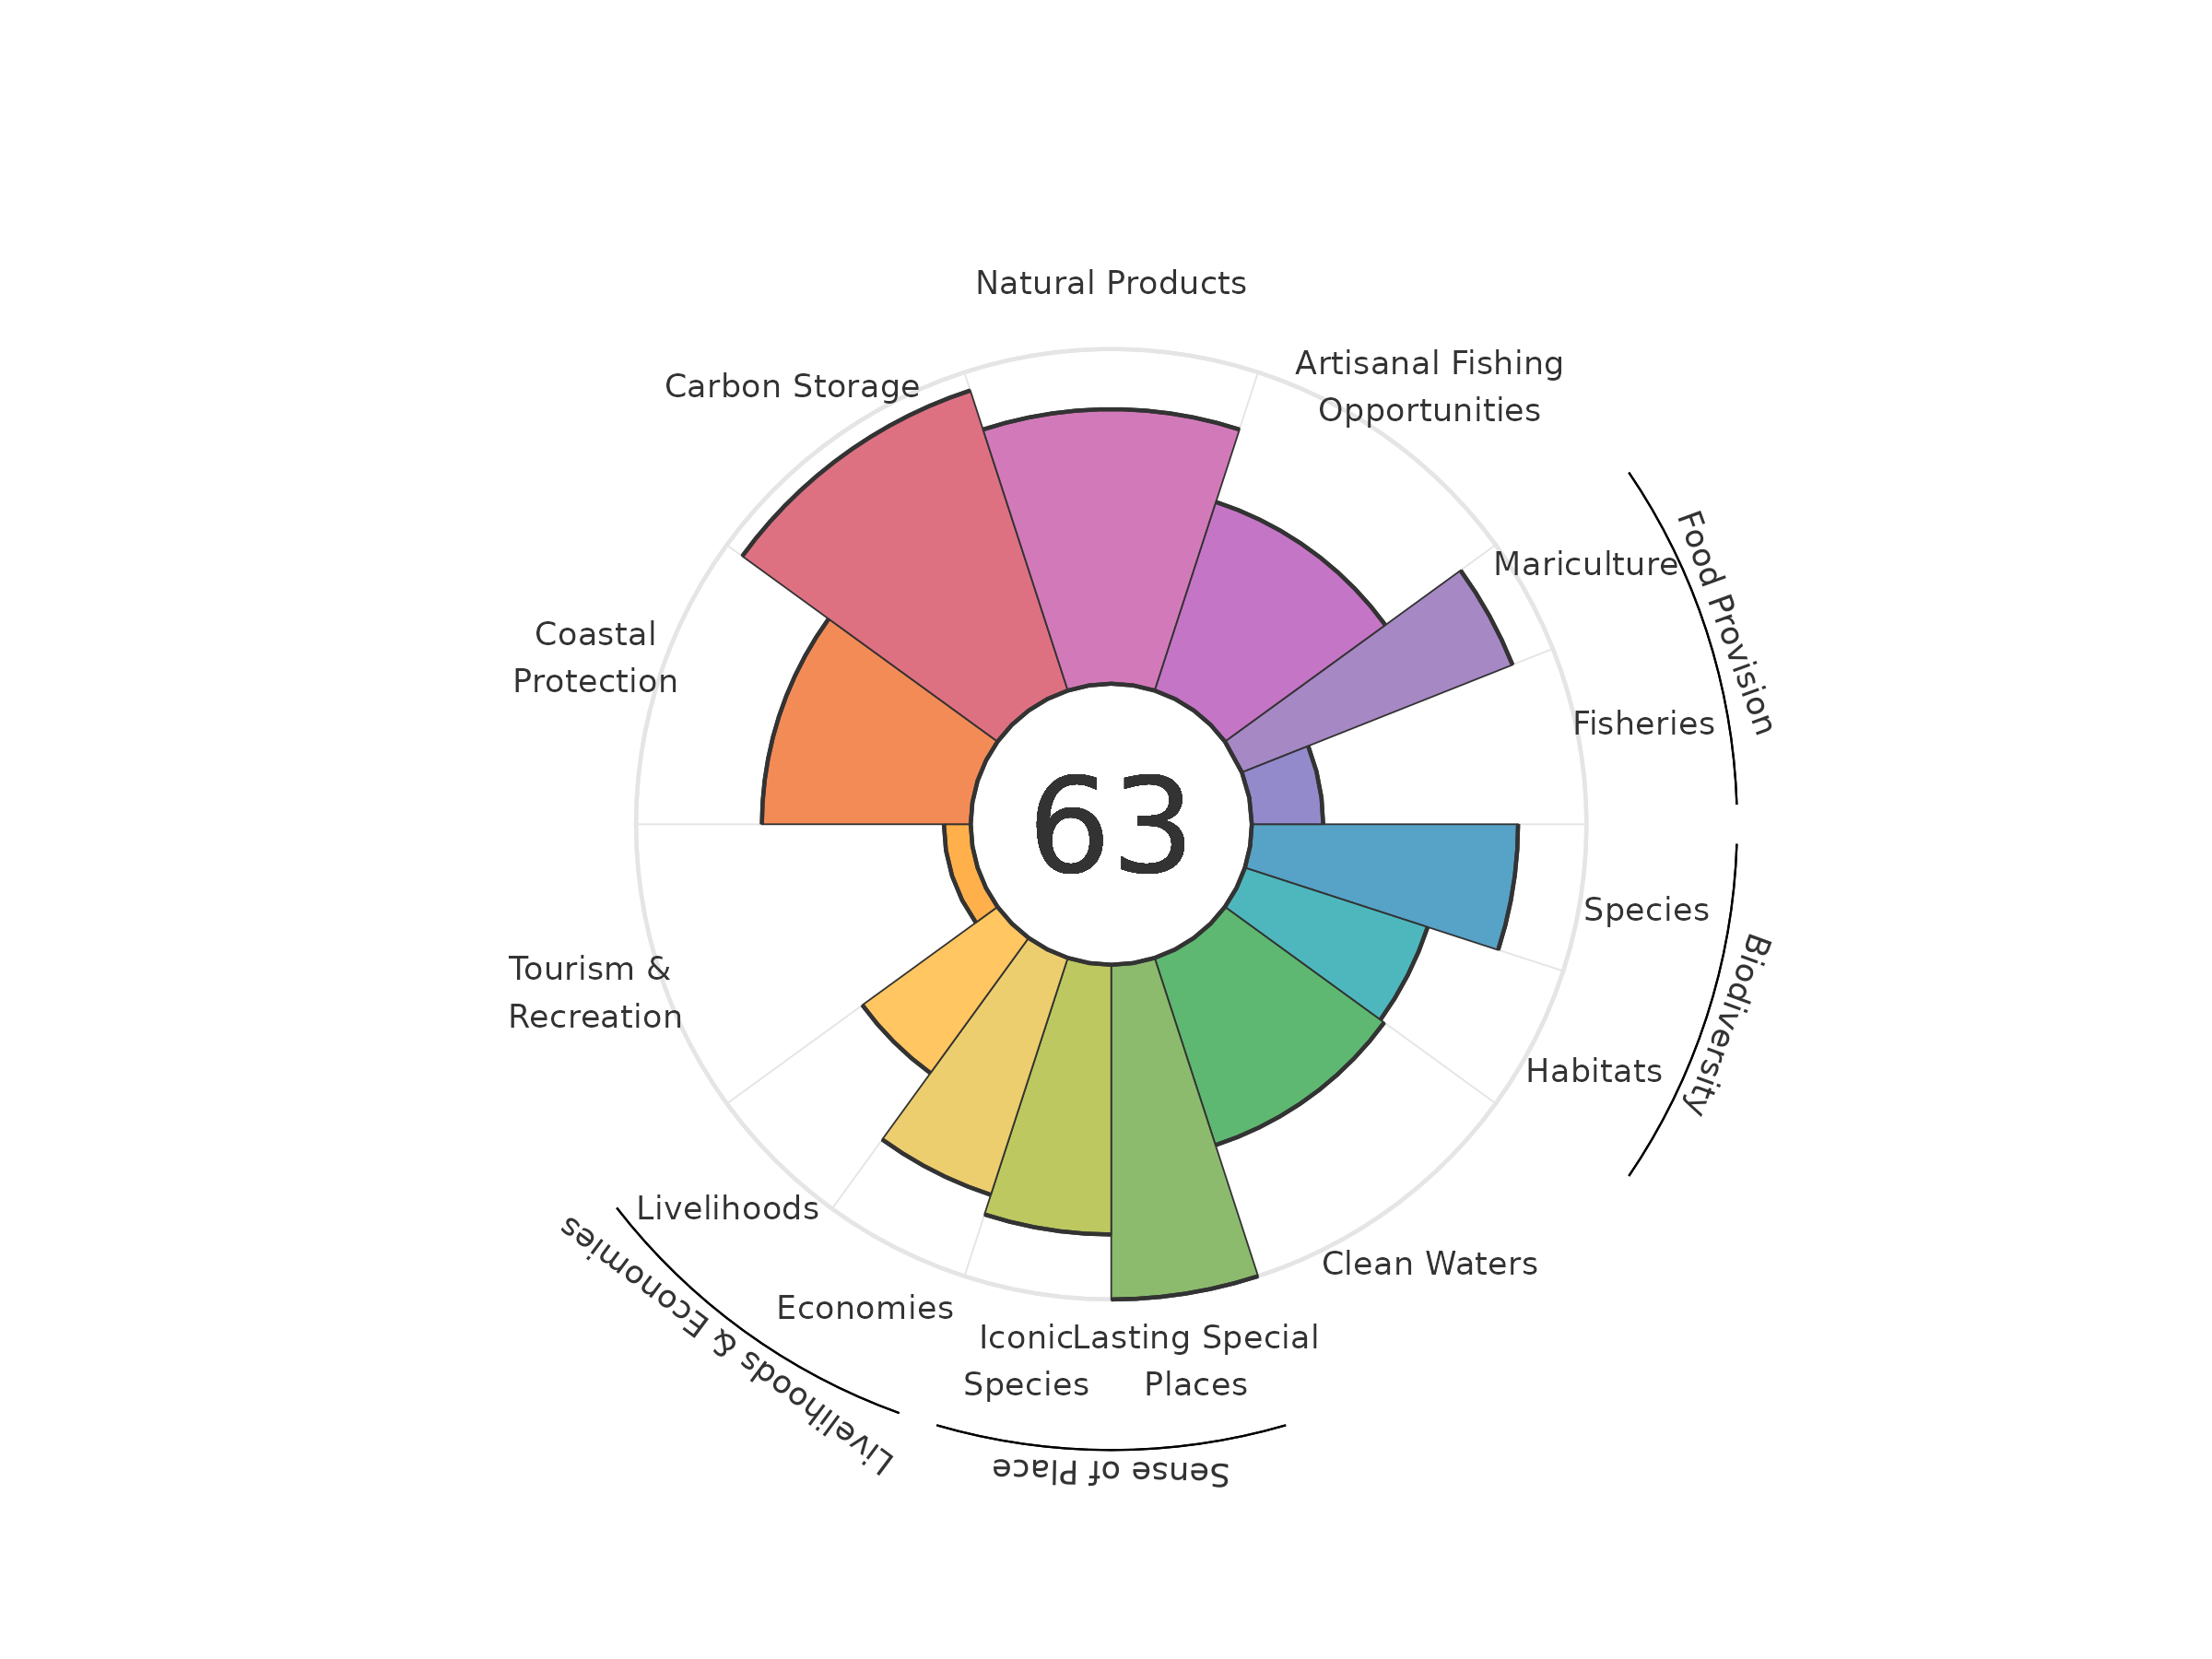 Natural Products
Carbon Storage
Artisanal Fishing
Opportunities
Mariculture
Food Provision
Coastal
Protection
Fisheries
63
Species
Biodiversity
Tourism &
Recreation
Habitats
Livelihoods
Livelihoods & Economies
Economies
Clean Waters
Iconic
Species
Lasting Special
Places
Sense of Place